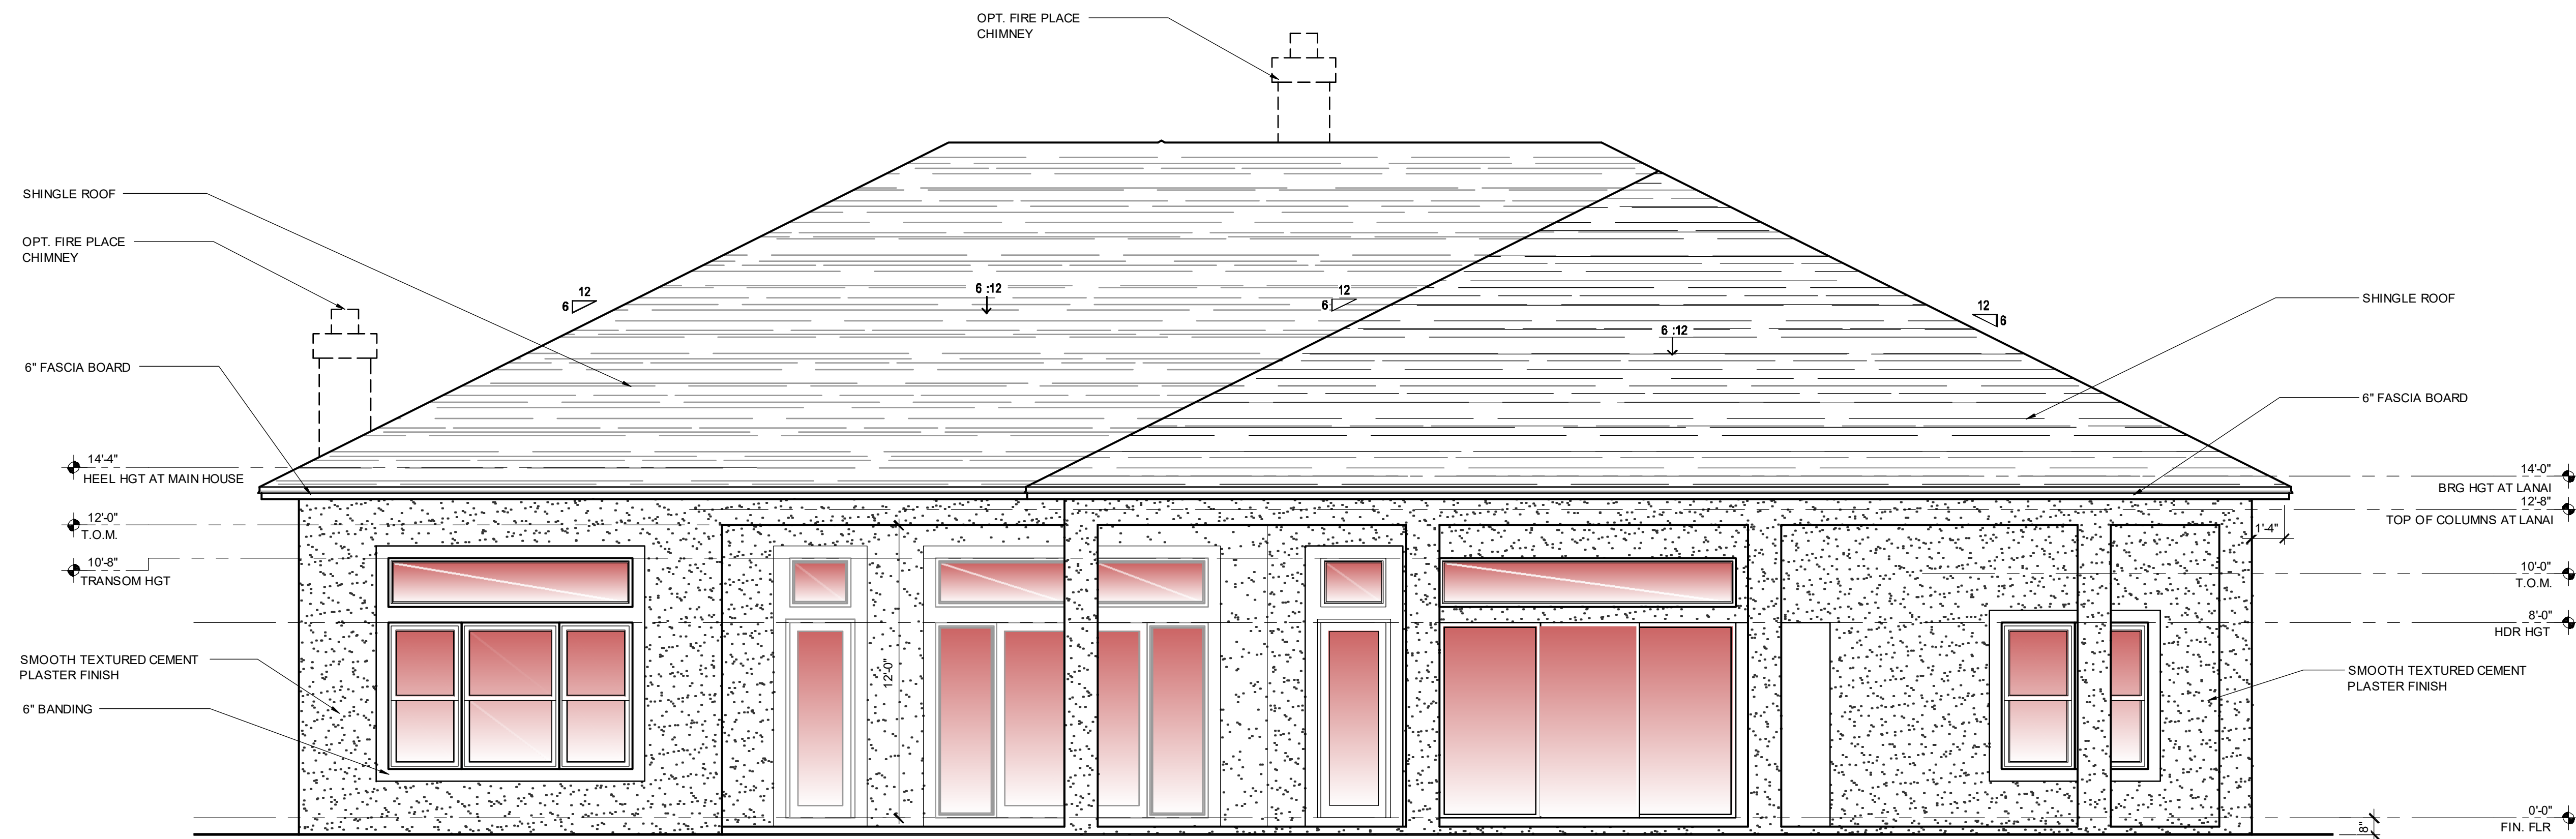 OPT. FIRE PLACE
CHIMNEY
SHINGLE ROOF
OPT. FIRE PLACE
CHIMNEY
6" FASCIA BOARD
14'-4"
HEEL HGT AT MAIN HOUSE
12'-0"
T.O.M.
10'-8"
TRANSOM HGT
SMOOTH TEXTURED CEMENT
PLASTER FINISH
6" BANDING
12
6
6 :12
12
6
6 :12
12
6
12'-0"
SHINGLE ROOF
6" FASCIA BOARD
14'-0"
BRG HGT AT LANAI
12'-8"
TOP OF COLUMNS AT LANAI
1'-4"
10'-0"
T.O.M.
8'-0"
HDR HGT
SMOOTH TEXTURED CEMENT
PLASTER FINISH
0'-0"
FIN. FLR
8"